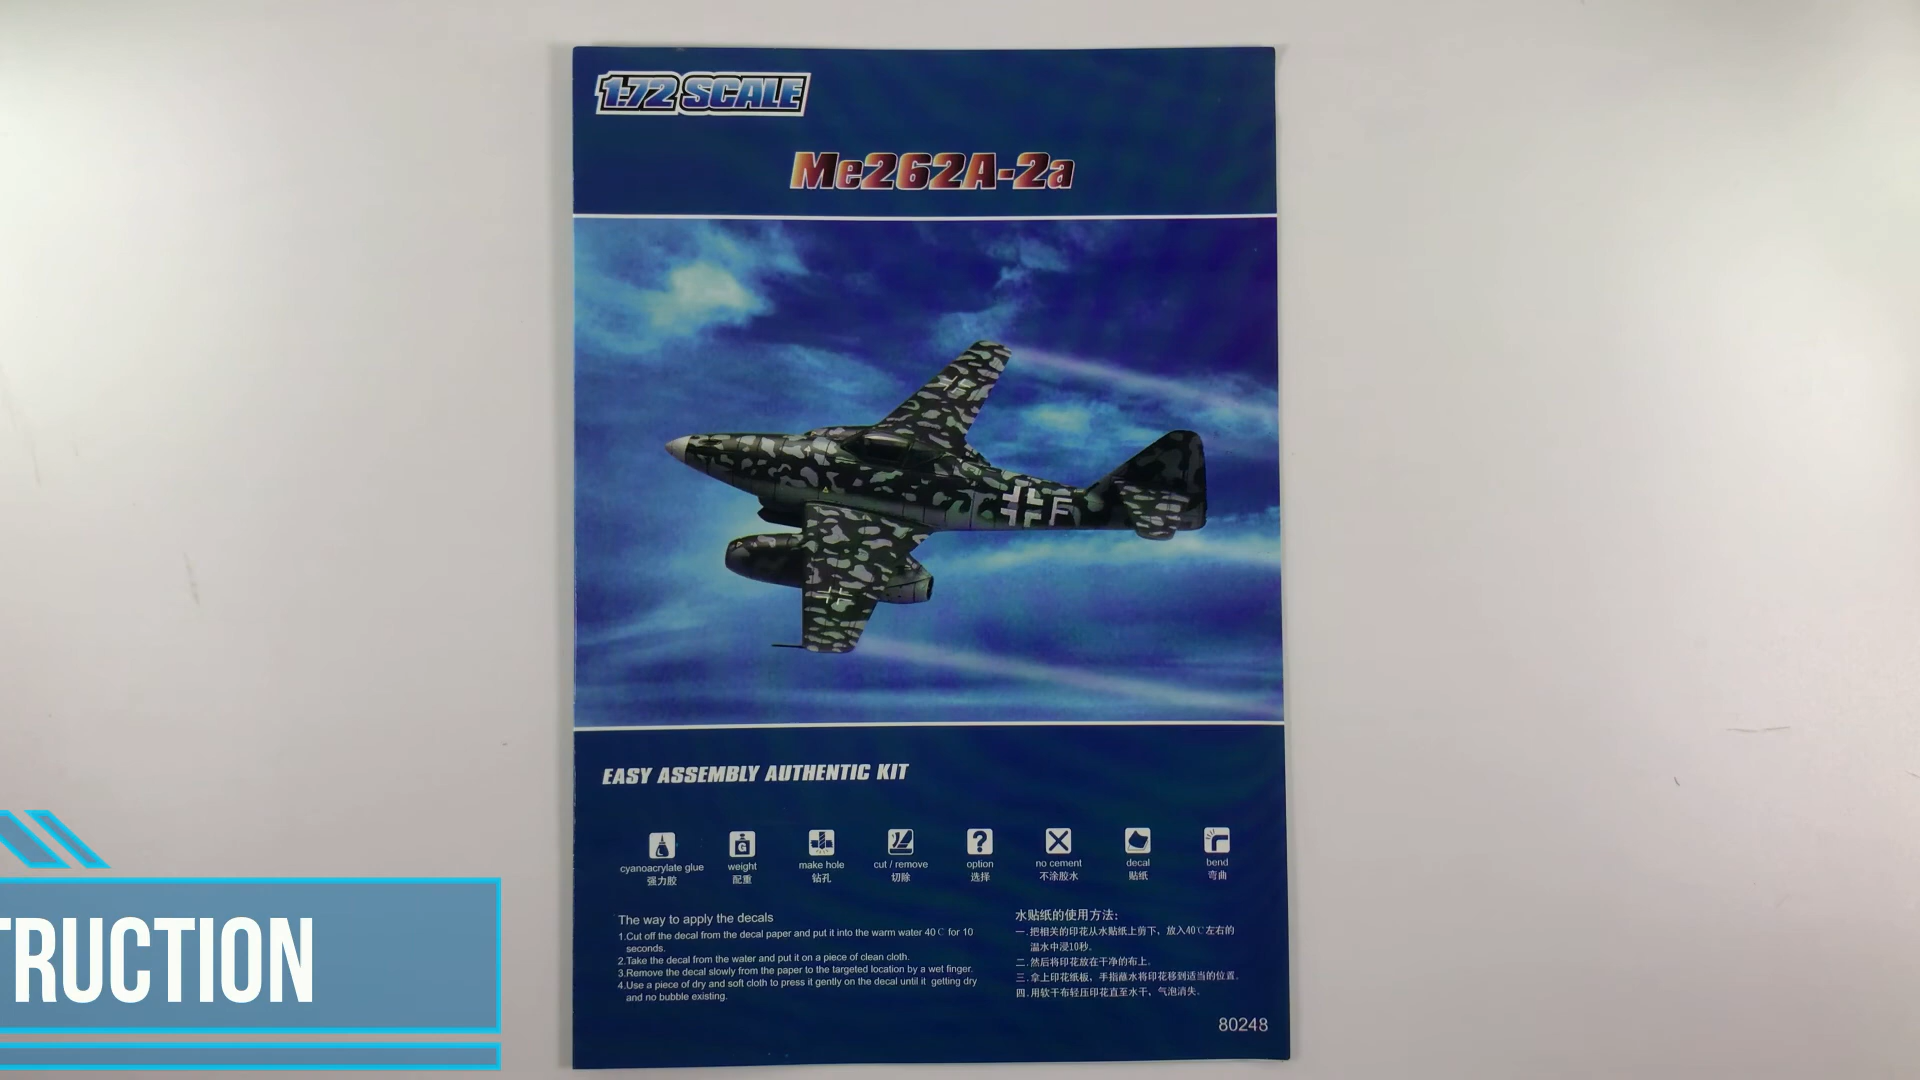 1:72 SCALE
Me262A-2a
F
EASY ASSEMBLY AUTHENTIC KIT
cyanoacrylate glue
强力胶
weight
配重
make hole
钻孔
cut / remove
切除
option
选择
no cement
不涂胶水
decal
贴纸
bend
弯曲
The way to apply the decals
1.Cut off the decal from the decal paper and put it into the warm water 40℃ for 10
seconds.
2.Take the decal from the water and put it on a piece of clean cloth.
3.Remove the decal slowly from the paper to the targeted location by a wet finger.
4.Use a piece of dry and soft cloth to press it gently on the decal until it getting dry
and no bubble existing.
水贴纸的使用方法:
一.把相关的印花从水贴纸上剪下，放入40℃左右的
温水中浸10秒。
二.然后将印花放在干净的布上。
三.拿上印花纸板，手指蘸水将印花移到适当的位置。
四.用软干布轻压印花直至水干，气泡消失。
80248
TRUCTION